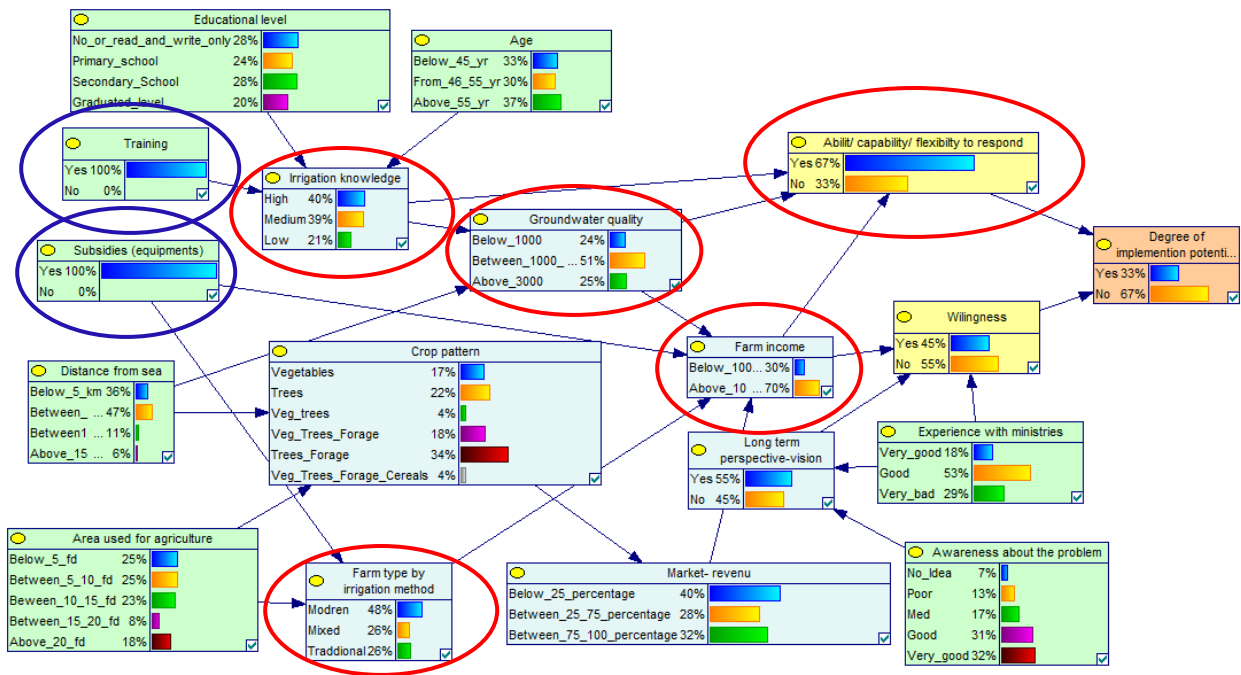 Educational level
No_or_read_and_write_only 28%
Primary_school 24%
Secondary_School 28%
Graduated_level 20%
Age
Below_45_yr 33%
From_46_55_yr 30%
Above_55_yr 37%
Training
Yes 100%
No 0%
Irrigation knowledge
High 40%
Medium 39%
Low 21%
Abilit/ capability/ flexibilty to respond
Yes 67%
No 33%
Subsidies (equipments)
Yes 100%
No 0%
Groundwater quality
Below_1000 24%
Between_1000_ ... 51%
Above_3000 25%
Degree of
implemention potenti...
Yes 33%
No 67%
Wilingness
Yes 45%
No 55%
Distance from sea
Below_5_km 36%
Between_ ... 47%
Between1 ... 11%
Above_15 ... 6%
Crop pattern
Vegetables 17%
Trees 22%
Veg_trees 4%
Veg_Trees_Forage 18%
Trees_Forage 34%
Veg_Trees_Forage_Cereals 4%
Farm income
Below_100... 30%
Above_10 ... 70%
Long term
perspective-vision
Yes 55%
No 45%
Experience with ministries
Very_good 18%
Good 53%
Very_bad 29%
Area used for agriculture
Below_5_fd 25%
Between_5_10_fd 25%
Beween_10_15_fd 23%
Between_15_20_fd 8%
Above_20_fd 18%
Farm type by
irrigation method
Modren 48%
Mixed 26%
Traddional 26%
Market- revenu
Below_25_percentage 40%
Between_25_75_percentage 28%
Between_75_100_percentage 32%
Awareness about the problem
No_Idea 7%
Poor 13%
Med 17%
Good 31%
Very_good 32%